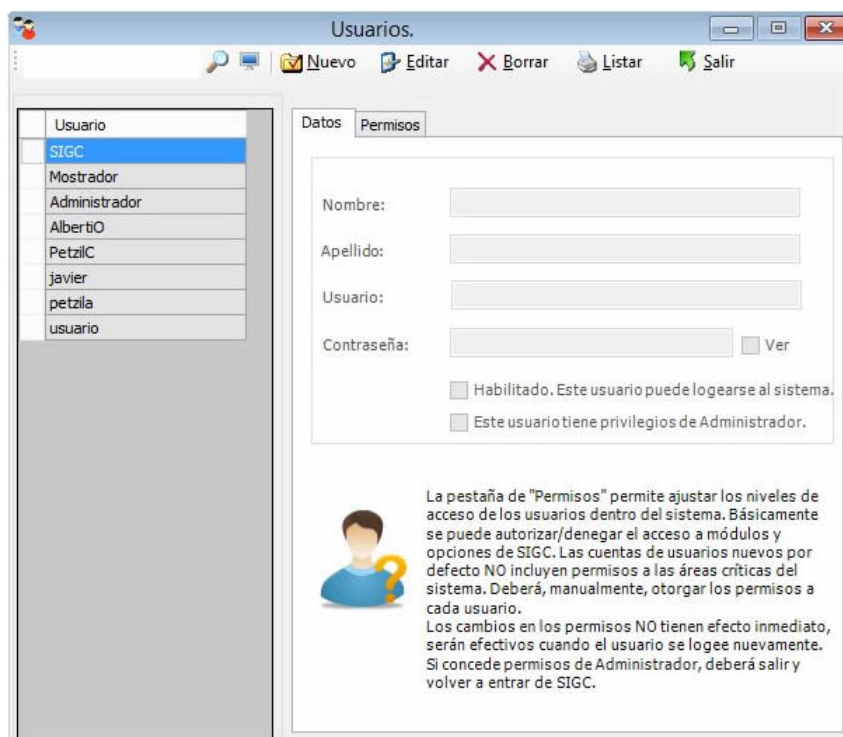 Usuarios.
Nuevo Editar Borrar Listar Salir
Usuario
SIGC
Mostrador
Administrador
AlbertiO
PetzilC
javier
petzila
usuario
Datos Permisos
Nombre:
Apellido:
Usuario:
Contraseña: Ver
Habilitado. Este usuario puede logearse al sistema.
Este usuario tiene privilegios de Administrador.
La pestaña de "Permisos" permite ajustar los niveles de
acceso de los usuarios dentro del sistema. Básicamente
se puede autorizar/denegar el acceso a módulos y
opciones de SIGC. Las cuentas de usuarios nuevos por
defecto NO incluyen permisos a las áreas críticas del
sistema. Deberá, manualmente, otorgar los permisos a
cada usuario.
Los cambios en los permisos NO tienen efecto inmediato,
serán efectivos cuando el usuario se logee nuevamente.
Si concede permisos de Administrador, deberá salir y
volver a entrar de SIGC.